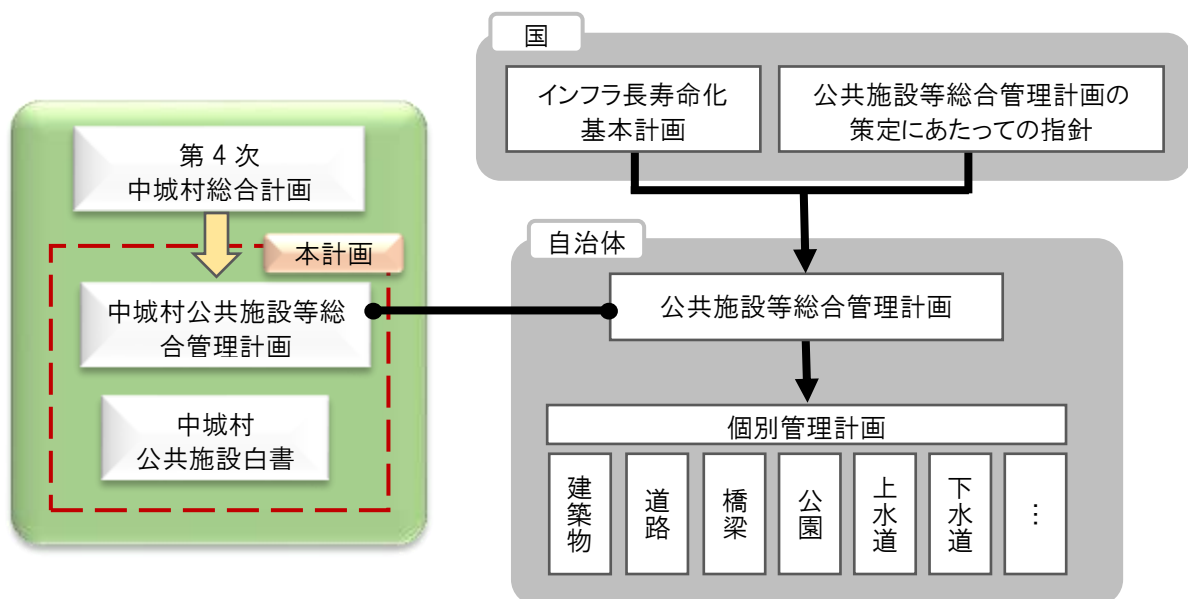 国
インフラ長寿命化
基本計画
公共施設等総合管理計画の
策定にあたっての指針
第4次
中城村総合計画
本計画
中城村公共施設等総
合管理計画
中城村
公共施設白書
自治体
公共施設等総合管理計画
個別管理計画
建築物
道路
橋梁
公園
上水道
下水道
…